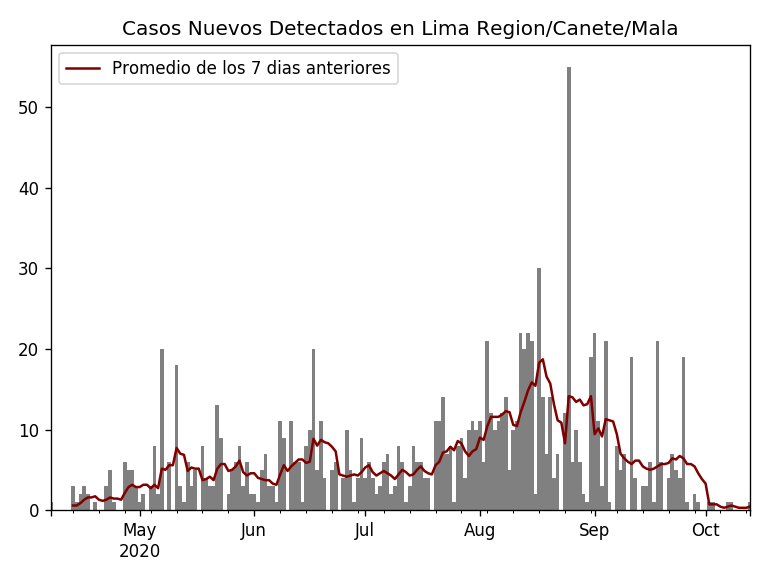 Casos Nuevos Detectados en Lima Region/Canete/Mala
Promedio de los 7 dias anteriores
50
40
30
20
10
0
May Jun Jul Aug Sep Oct
2020